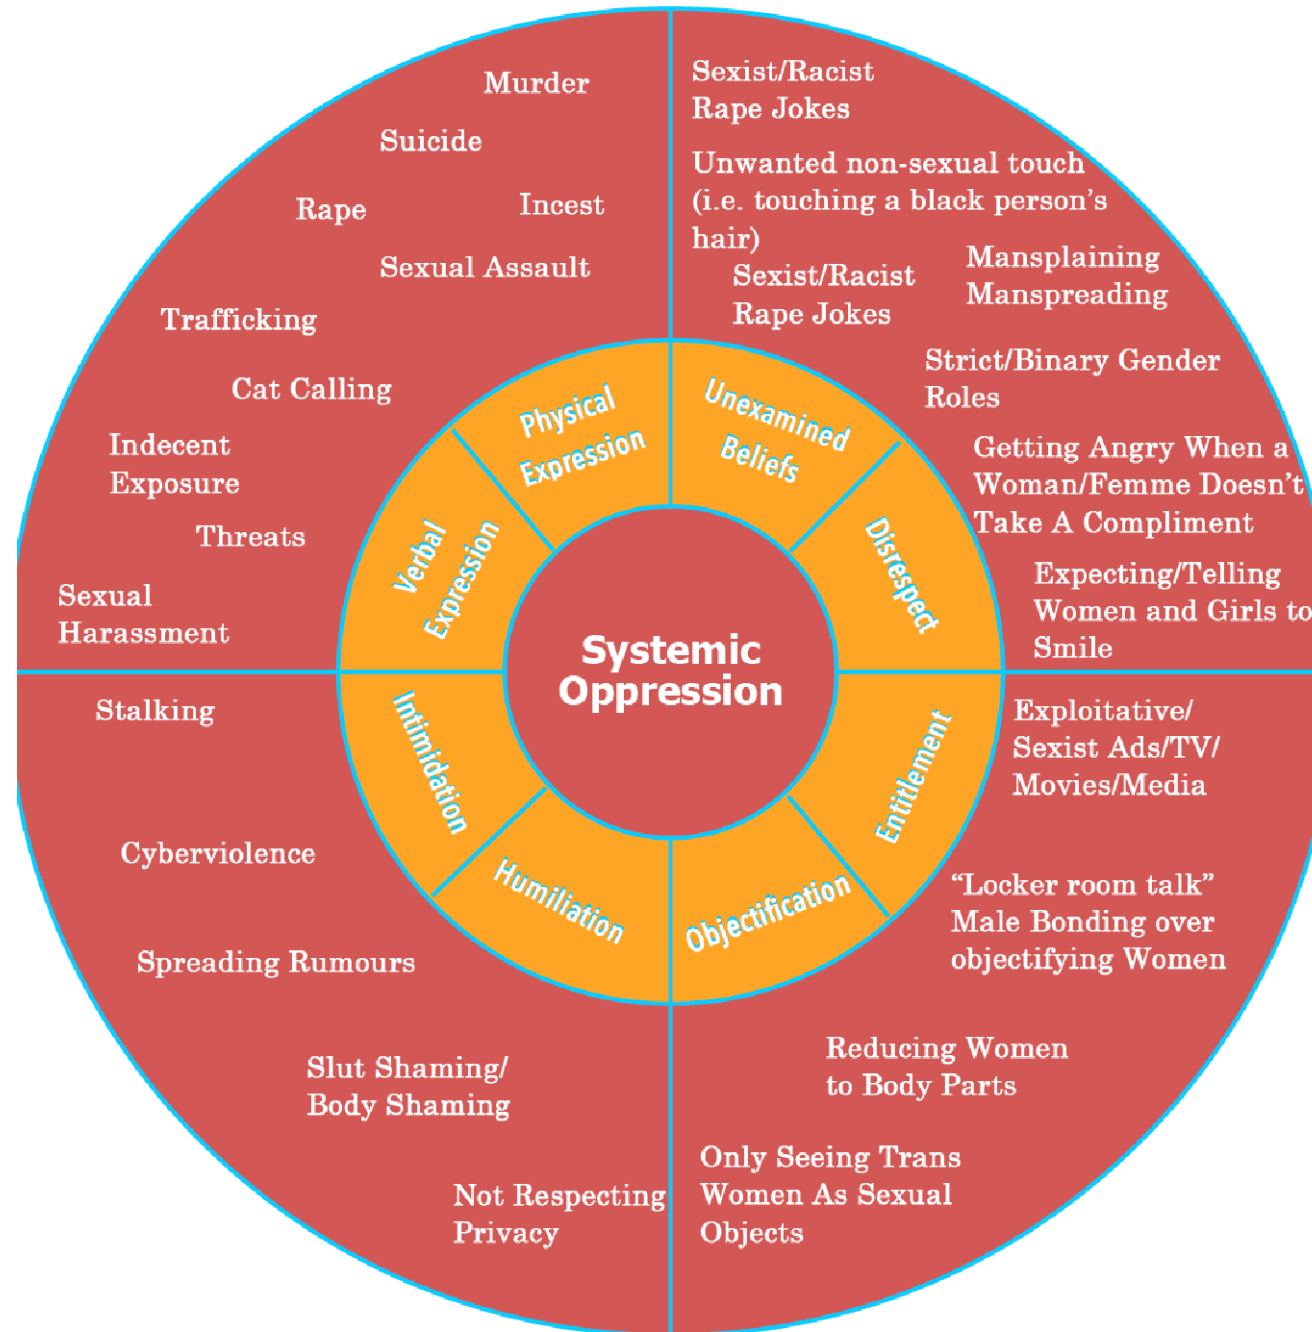 Murder
Suicide
Rape
Incest
Sexual Assault
Trafficking
Cat Calling
Indecent
Exposure
Threats
Sexual
Harassment
Sexist/Racist
Rape Jokes
Unwanted non-sexual touch
(i.e. touching a black person's
hair)
Sexist/Racist
Rape Jokes
Mansplaining
Manspreading
Strict/Binary Gender
Roles
Getting Angry When a
Woman/Femme Doesn't
Take A Compliment
Expecting/Telling
Women and Girls to
Smile
Physical
Expression
Unexamined
Beliefs
Verbal
Expression
Disrespect
Systemic
Oppression
Intimidation
Entitlement
Humiliation
Objectification
Stalking
Cyberviolence
Spreading Rumours
Slut Shaming/
Body Shaming
Not Respecting
Privacy
Exploitative/
Sexist Ads/TV/
Movies/Media
“Locker room talk”
Male Bonding over
objectifying Women
Reducing Women
to Body Parts
Only Seeing Trans
Women As Sexual
Objects